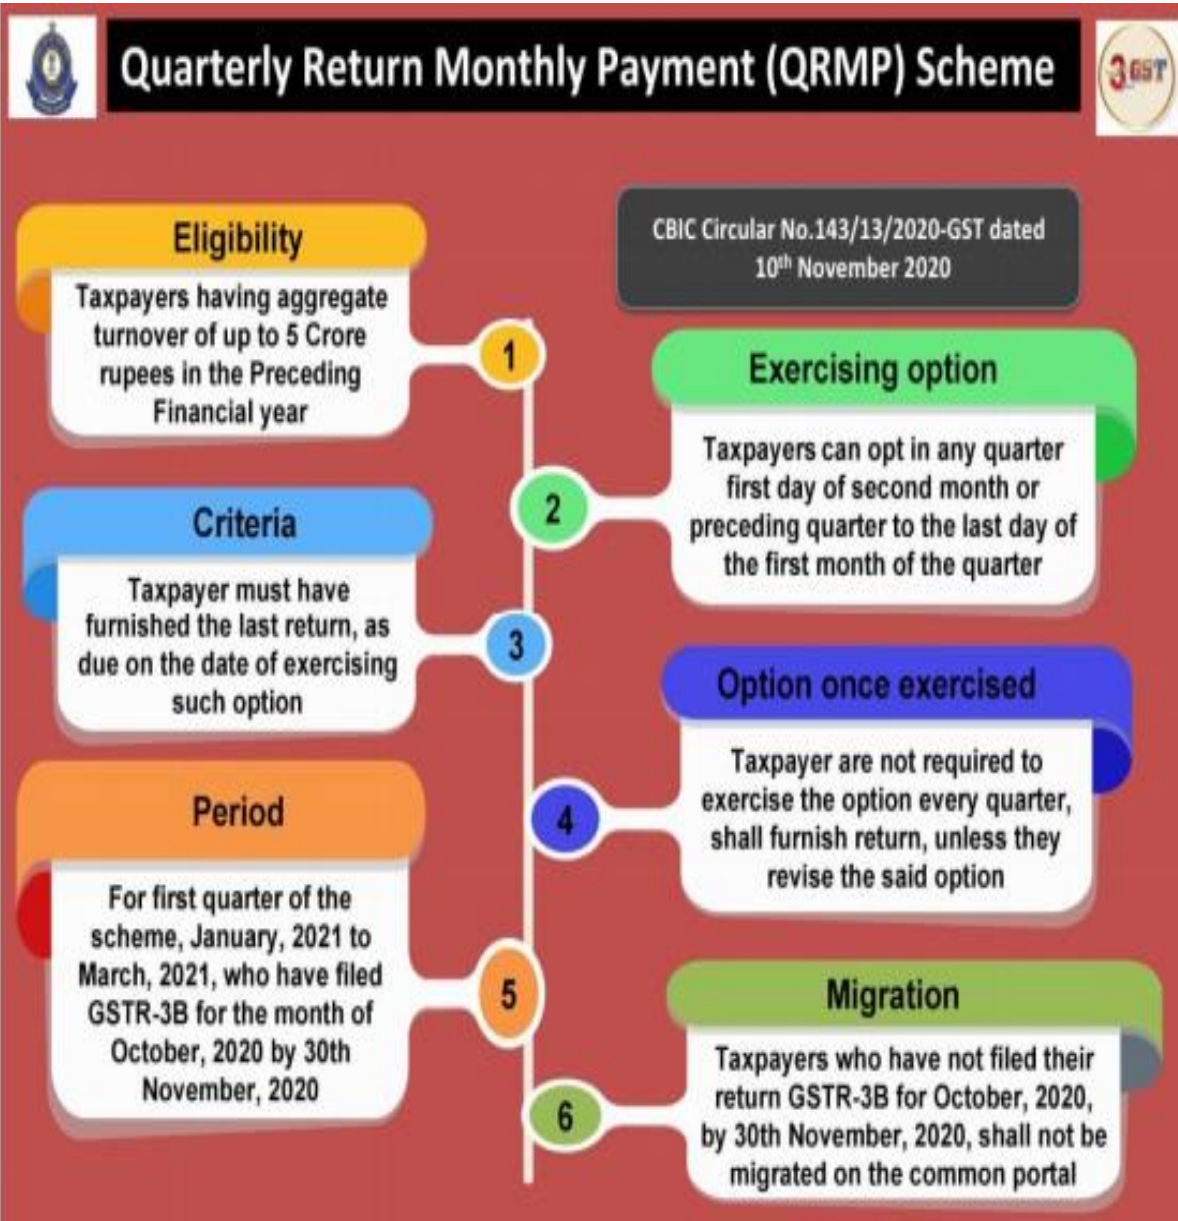 Quarterly Return Monthly Payment (QRMP) Scheme
GST
CBIC Circular No.143/13/2020-GST dated
10th November 2020
Eligibility
Taxpayers having aggregate
turnover of up to 5 Crore
rupees in the Preceding
Financial year
1
Exercising option
Taxpayers can opt in any quarter
first day of second month or
preceding quarter to the last day of
the first month of the quarter
2
Criteria
Taxpayer must have
furnished the last return, as
due on the date of exercising
such option
3
Option once exercised
Taxpayer are not required to
exercise the option every quarter,
shall furnish return, unless they
revise the said option
4
Period
For first quarter of the
scheme, January, 2021 to
March, 2021, who have filed
GSTR-3B for the month of
October, 2020 by 30th
November, 2020
5
Migration
Taxpayers who have not filed their
return GSTR-3B for October, 2020,
by 30th November, 2020, shall not be
migrated on the common portal
6